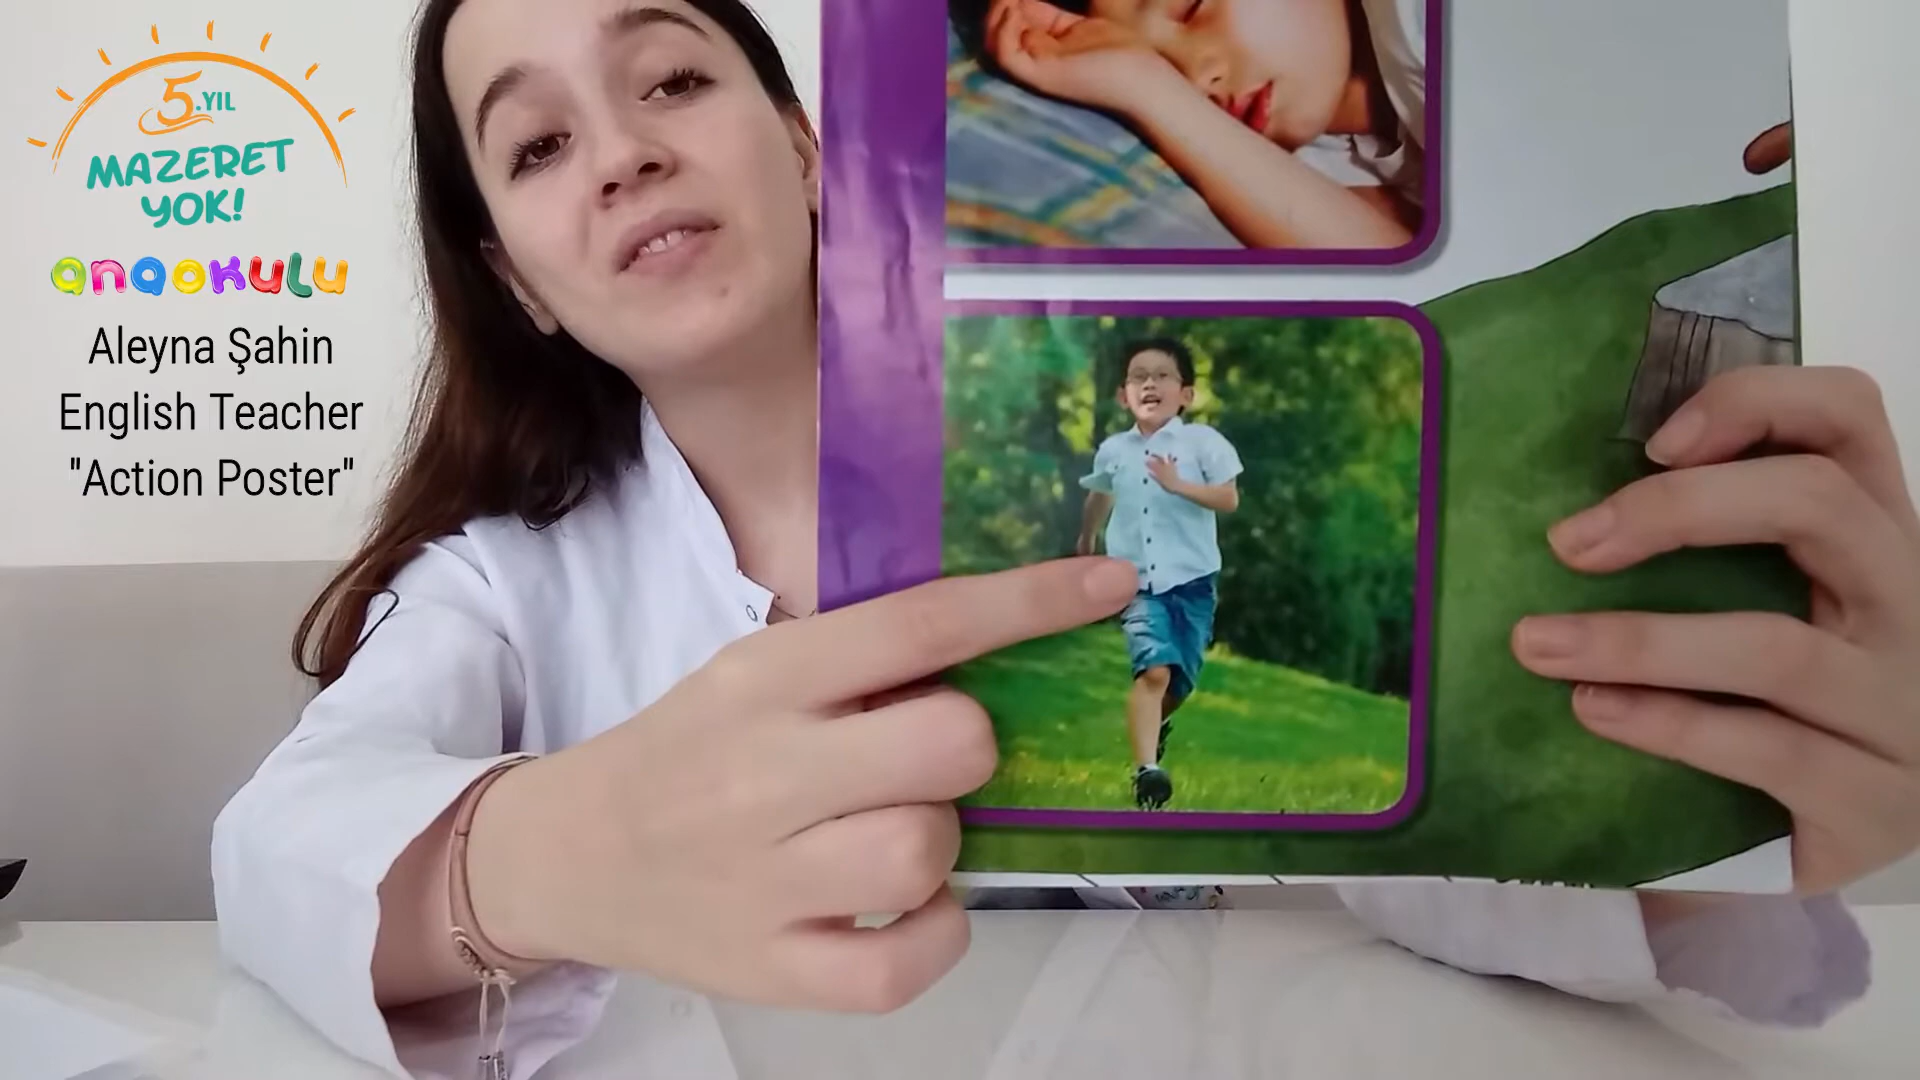 5.YIL
MAZERET
YOK!
anaokulu
Aleyna Şahin
English Teacher
"Action Poster"